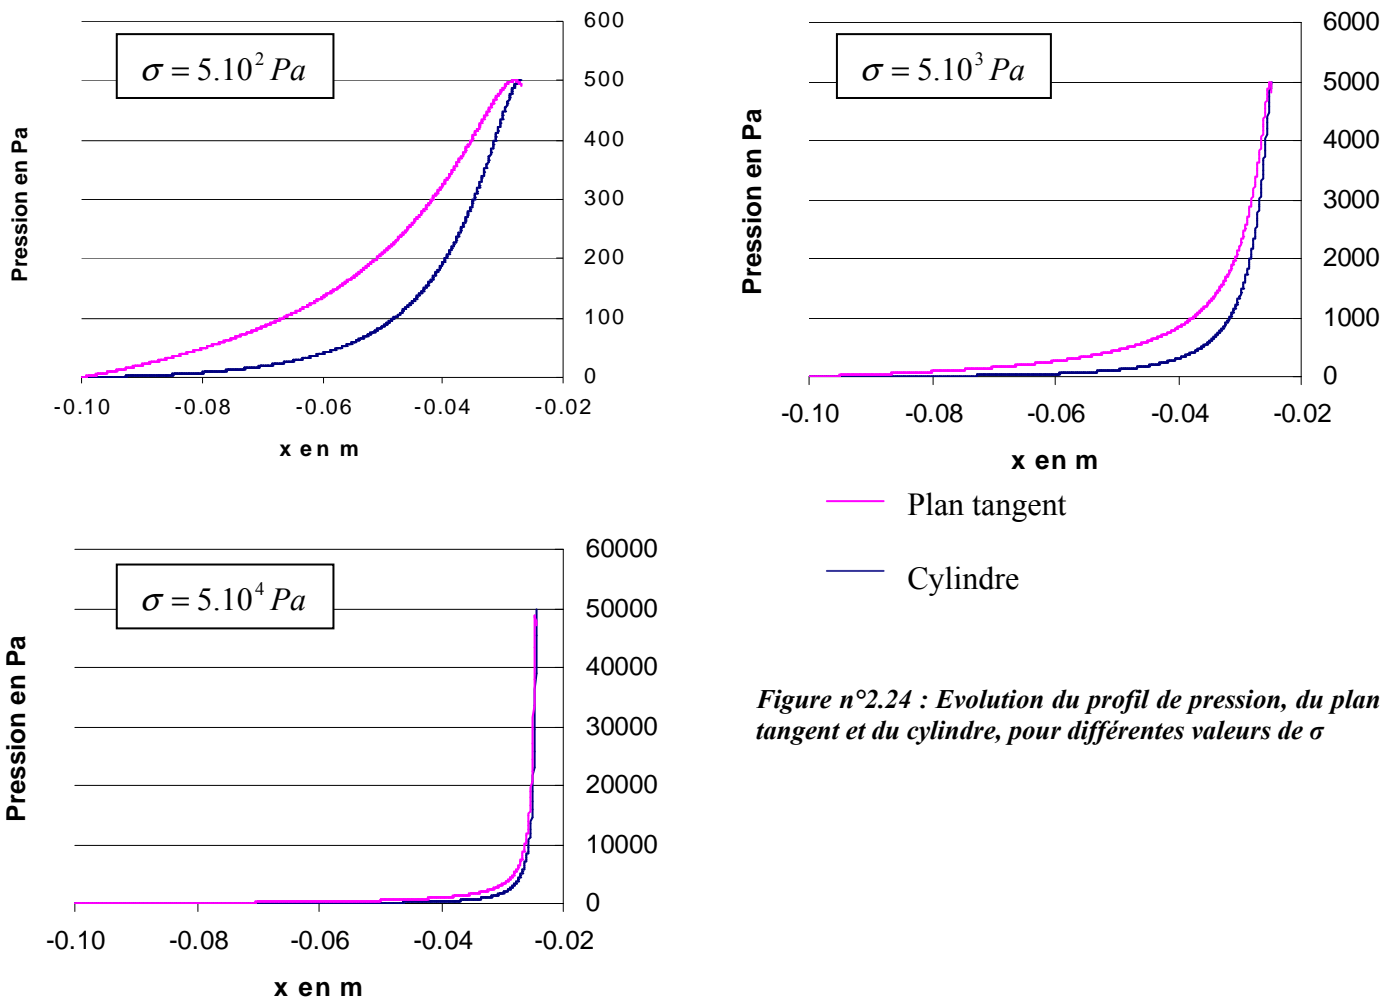 σ = 5.10² Pa
600
500
400
300
200
100
0
-0.10 -0.08 -0.06 -0.04 -0.02
Pression en Pa
x en m
σ = 5.10³ Pa
6000
5000
4000
3000
2000
1000
0
-0.10 -0.08 -0.06 -0.04 -0.02
Pression en Pa
x en m
Plan tangent
Cylindre
σ = 5.10⁴ Pa
60000
50000
40000
30000
20000
10000
0
-0.10 -0.08 -0.06 -0.04 -0.02
Pression en Pa
x en m
Figure n°2.24 : Evolution du profil de pression, du plan
tangent et du cylindre, pour différentes valeurs de σ